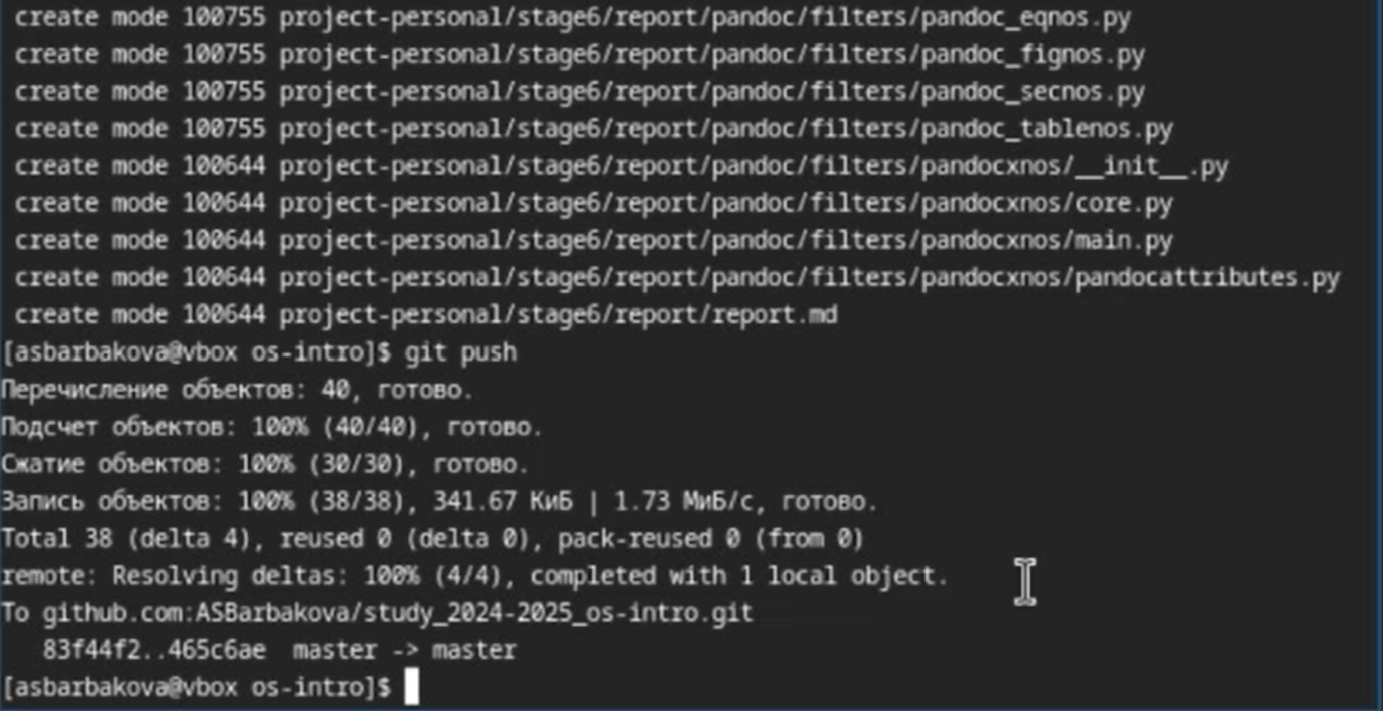 create mode 100755 project-personal/stage6/report/pandoc/filters/pandoc_eqnos.py
create mode 100755 project-personal/stage6/report/pandoc/filters/pandoc_fignos.py
create mode 100755 project-personal/stage6/report/pandoc/filters/pandoc_secnos.py
create mode 100755 project-personal/stage6/report/pandoc/filters/pandoc_tablenos.py
create mode 100644 project-personal/stage6/report/pandoc/filters/pandocxnos/__init__.py
create mode 100644 project-personal/stage6/report/pandoc/filters/pandocxnos/core.py
create mode 100644 project-personal/stage6/report/pandoc/filters/pandocxnos/main.py
create mode 100644 project-personal/stage6/report/pandoc/filters/pandocxnos/pandocattributes.py
create mode 100644 project-personal/stage6/report/report.md
[asbarbakova@vbox os-intro]$ git push
Перечисление объектов: 40, готово.
Подсчет объектов: 100% (40/40), готово.
Сжатие объектов: 100% (30/30), готово.
Запись объектов: 100% (38/38), 341.67 КиБ | 1.73 МиБ/с, готово.
Total 38 (delta 4), reused 0 (delta 0), pack-reused 0 (from 0)
remote: Resolving deltas: 100% (4/4), completed with 1 local object.
To github.com:ASBarbakova/study_2024-2025_os-intro.git
83f44f2..465c6ae  master -> master
[asbarbakova@vbox os-intro]$